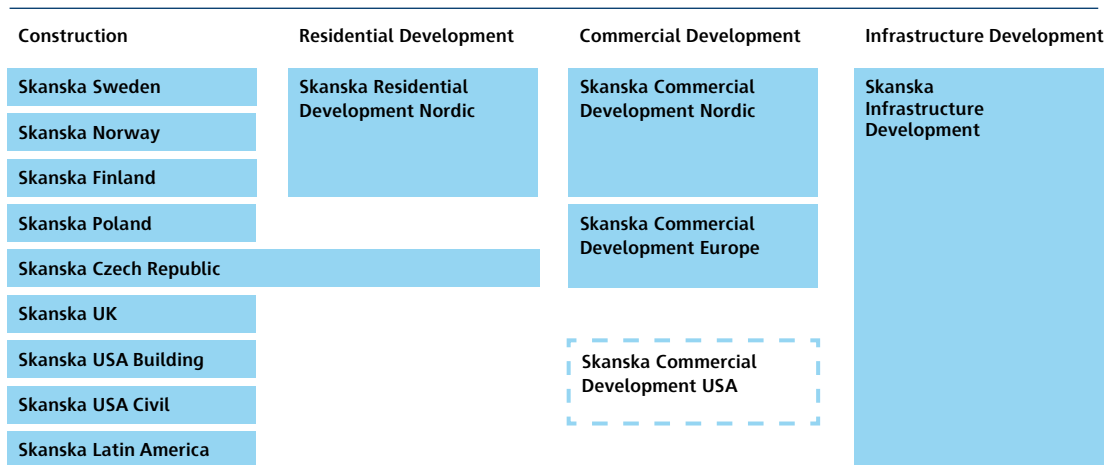 Construction
Residential Development
Commercial Development
Infrastructure Development
Skanska Sweden
Skanska Norway
Skanska Finland
Skanska Poland
Skanska Czech Republic
Skanska UK
Skanska USA Building
Skanska USA Civil
Skanska Latin America
Skanska Residential
Development Nordic
Skanska Commercial
Development Nordic
Skanska Commercial
Development Europe
Skanska Commercial
Development USA
Skanska
Infrastructure
Development